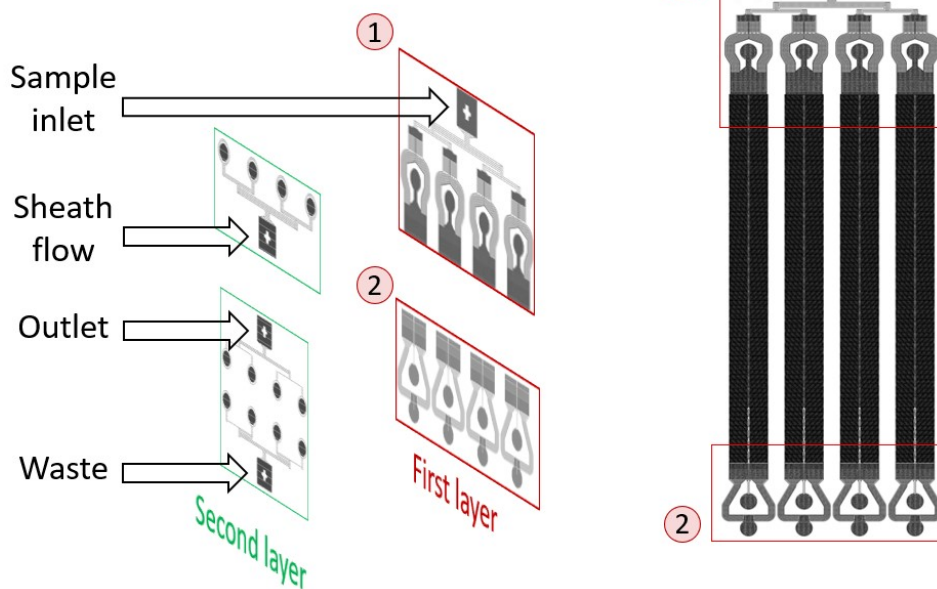 1
Sample
inlet
Sheath
flow
2
Outlet
Waste
Second layer
First layer
2